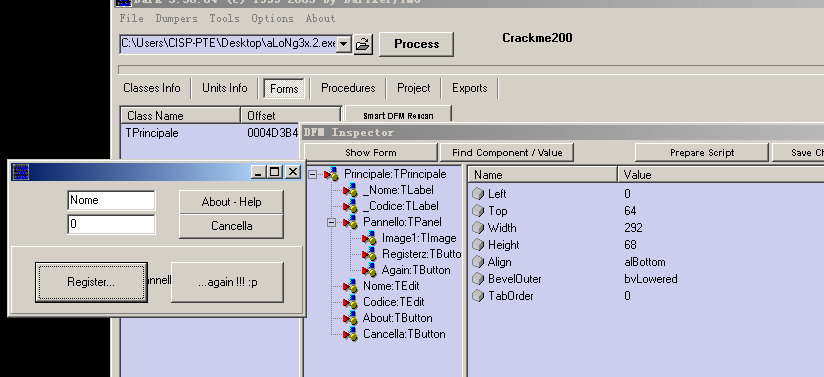 Dark 3.50.04 (c) 1999-2003 by DaFixer/TMG
File Dumpers Tools Options About
C:\Users\CISP-PTE\Desktop\aLoNg3x.2.exe
Process
Crackme200
Classes Info
Units Info
Forms
Procedures
Project
Exports
Class Name
Offset
Smart DFM Rescan
TPrincipale
0004D3B4
DFM Inspector
Show Form
Find Component / Value
Prepare Script
Save Ch
Principale:TPrincipale
_Nome:TLabel
_Codice:TLabel
Pannello:TPanel
Image1:TImage
Registerz:TButto
Again:TButton
Nome:TEdit
Codice:TEdit
About:TButton
Cancella:TButton
Name
Value
Left
0
Top
64
Width
292
Height
68
Align
alBottom
BevelOuter
bvLowered
TabOrder
0
Nome
About - Help
0
Cancella
Register...
annell
...again !!! :p